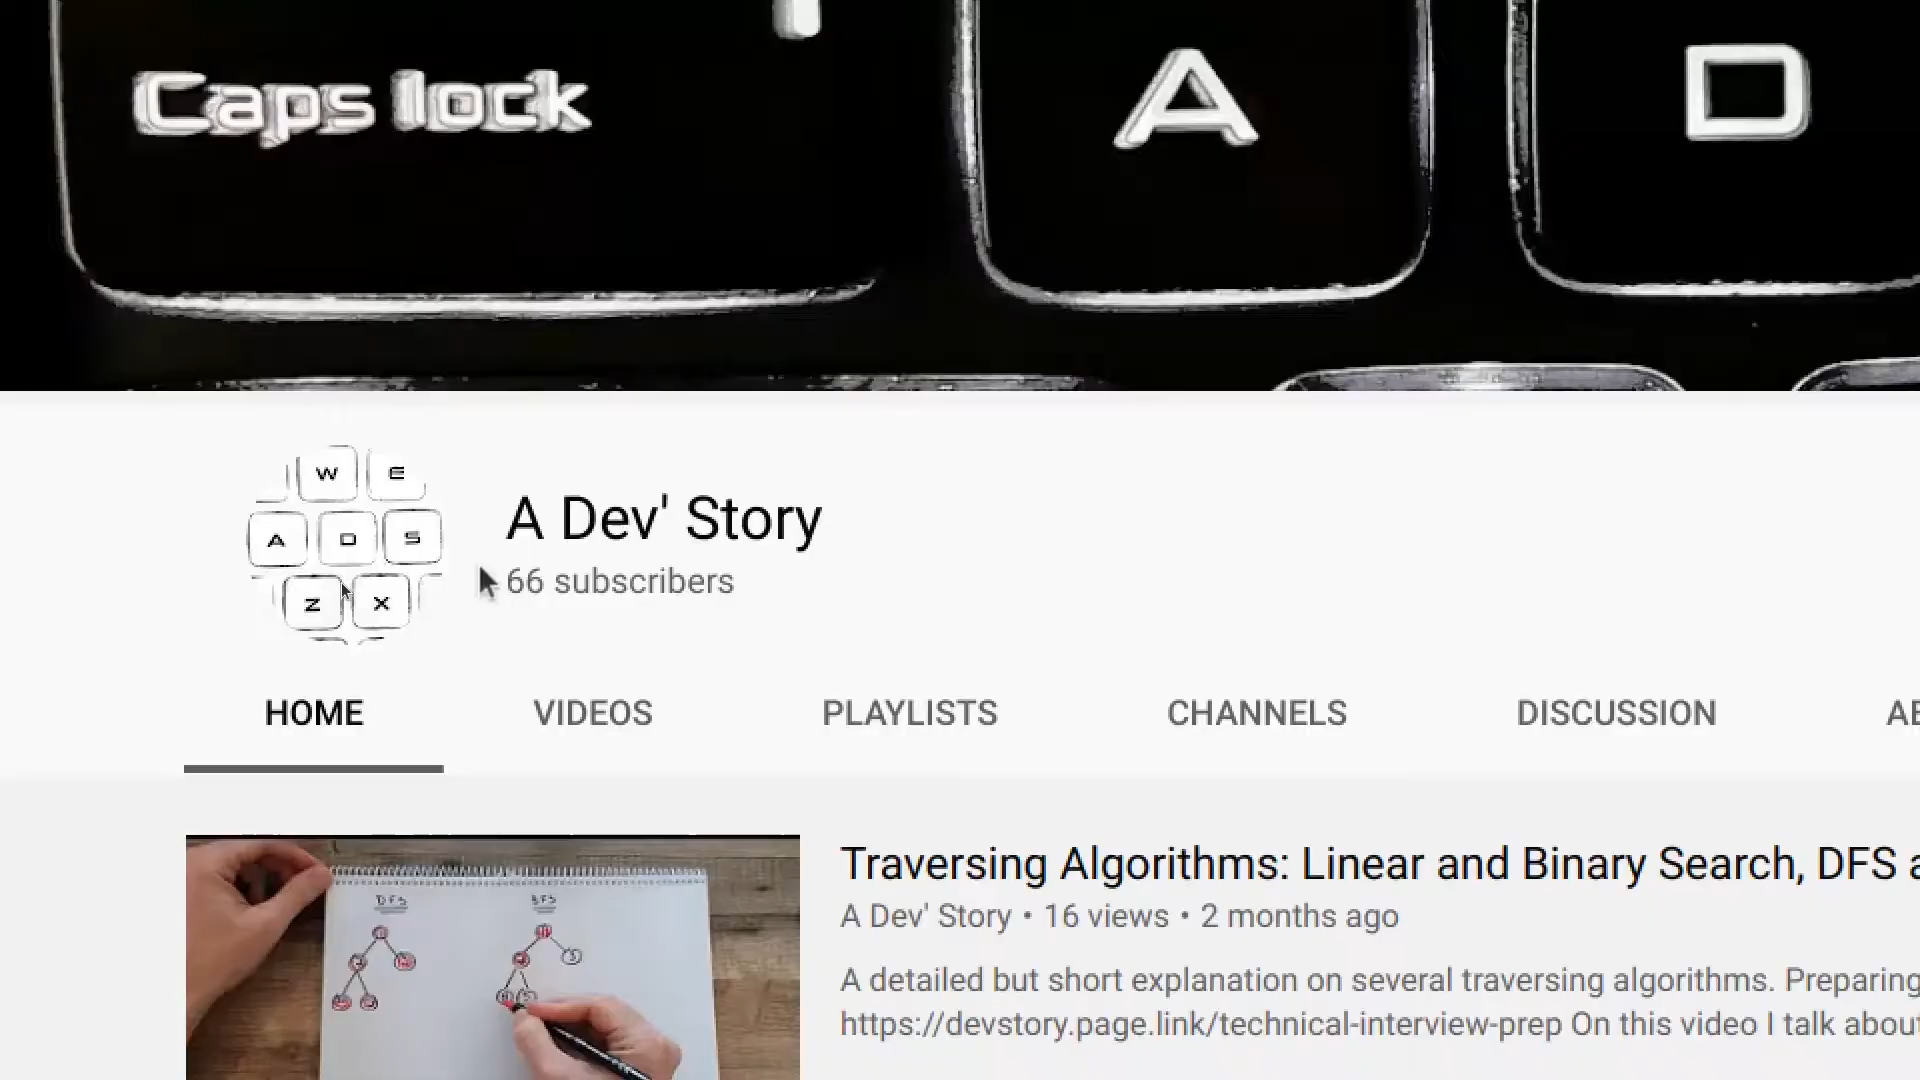 Caps lock A D
W E
A D S
Z X
A Dev' Story
66 subscribers
HOME VIDEOS PLAYLISTS CHANNELS DISCUSSION
Traversing Algorithms: Linear and Binary Search, DFS
A Dev' Story • 16 views • 2 months ago
A detailed but short explanation on several traversing algorithms. Preparing
https://devstory.page.link/technical-interview-prep On this video I talk about
DFS BFS